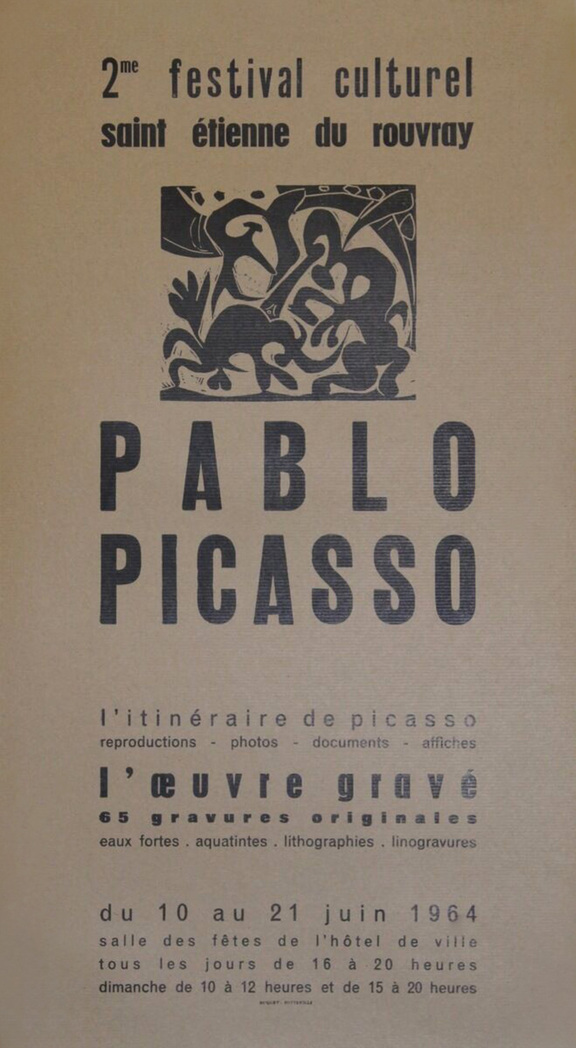 2me festival culturel
saint étienne du rouvray
PABLO
PICASSO
l'itinéraire de picasso
reproductions - photos - documents - affiches
l'œuvre gravé
65 gravures originales
eaux fortes . aquatintes . lithographies . linogravures
du 10 au 21 juin 1964
salle des fêtes de l'hôtel de ville
tous les jours de 16 à 20 heures
dimanche de 10 à 12 heures et de 15 à 20 heures